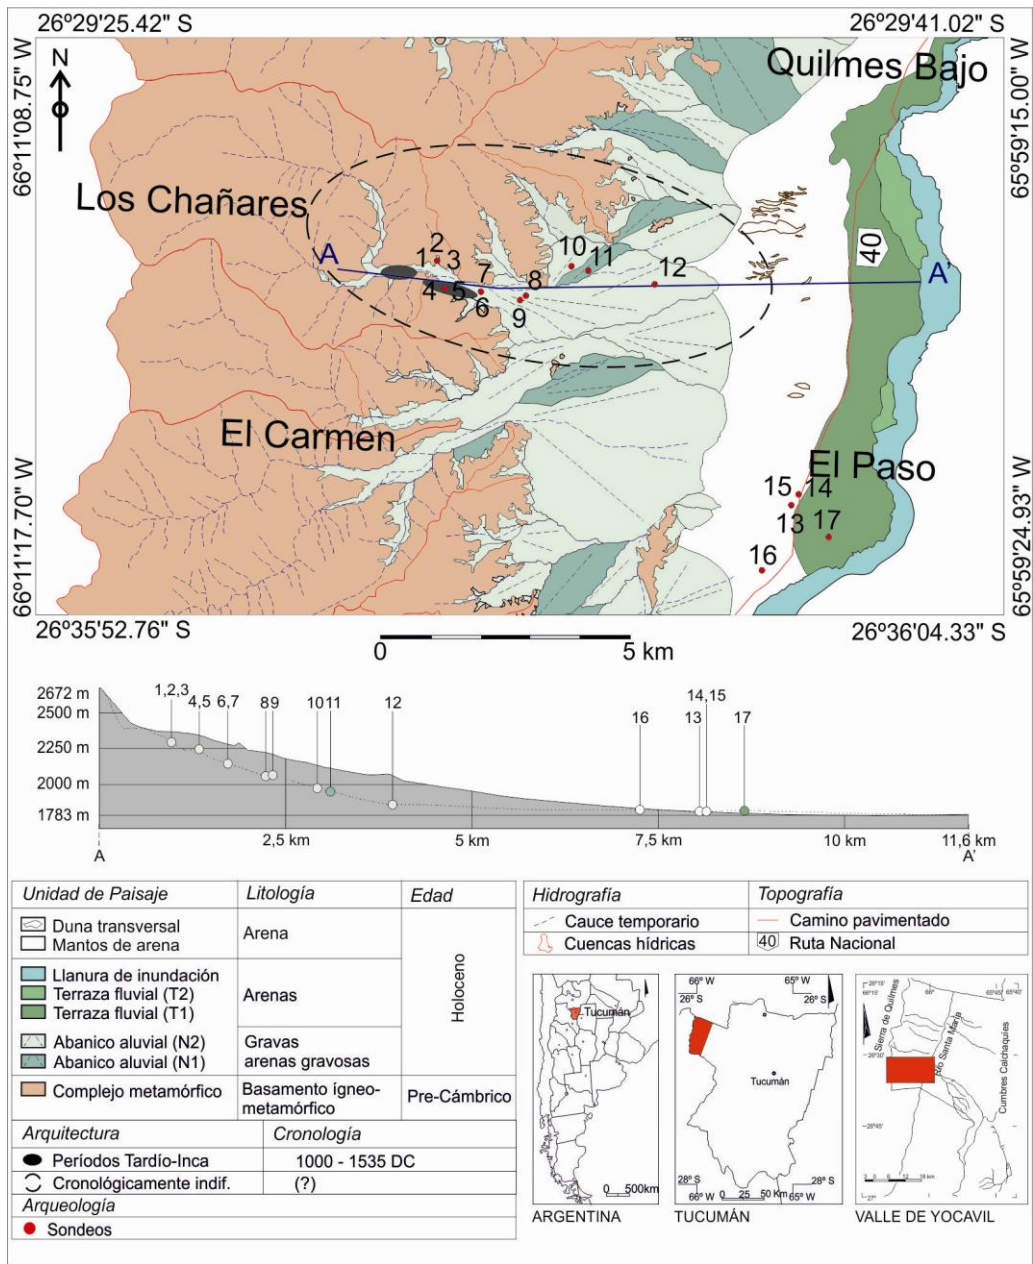 26º29'25.42" S
26º29'41.02" S
66º11'08.75" W
65º59'15.00" W
N
Quilmes Bajo
Los Chañares
A
2
1
3
4
5
7
6
8
9
10
11
12
40
A'
El Carmen
El Paso
15
14
13
17
16
66º11'17.70" W
65º59'24.93" W
26º35'52.76" S
26º36'04.33" S
0
5 km
2672 m
2500 m
2250 m
2000 m
1783 m
1,2,3
4,5
6,7
89
1011
12
16
14,15
13
17
2,5 km
5 km
7,5 km
10 km
11,6 km
A
A'
Unidad de Paisaje
Litología
Edad
Duna transversal
Mantos de arena
Arena
Llanura de inundación
Terraza fluvial (T2)
Terraza fluvial (T1)
Arenas
Abanico aluvial (N2)
Abanico aluvial (N1)
Gravas
arenas gravosas
Holoceno
Complejo metamórfico
Basamento ígneo-
metamórfico
Pre-Cámbrico
Arquitectura
Cronología
Períodos Tardío-Inca
1000 - 1535 DC
Cronológicamente indif.
(?)
Arqueología
Sondeos
Hidrografía
Topografía
Cauce temporario
Camino pavimentado
Cuencas hídricas
40 Ruta Nacional
Tucumán
0 500km
ARGENTINA
66º W
65º W
26º S
26º S
Tucumán
28º S
28º S
66º W
65º W
0 25 50 Km
TUCUMÁN
66º15'
66º
65º40'
Sierra de Quilmes
Río Santa María
Cumbres Calchaquíes
VALLE DE YOCAVIL